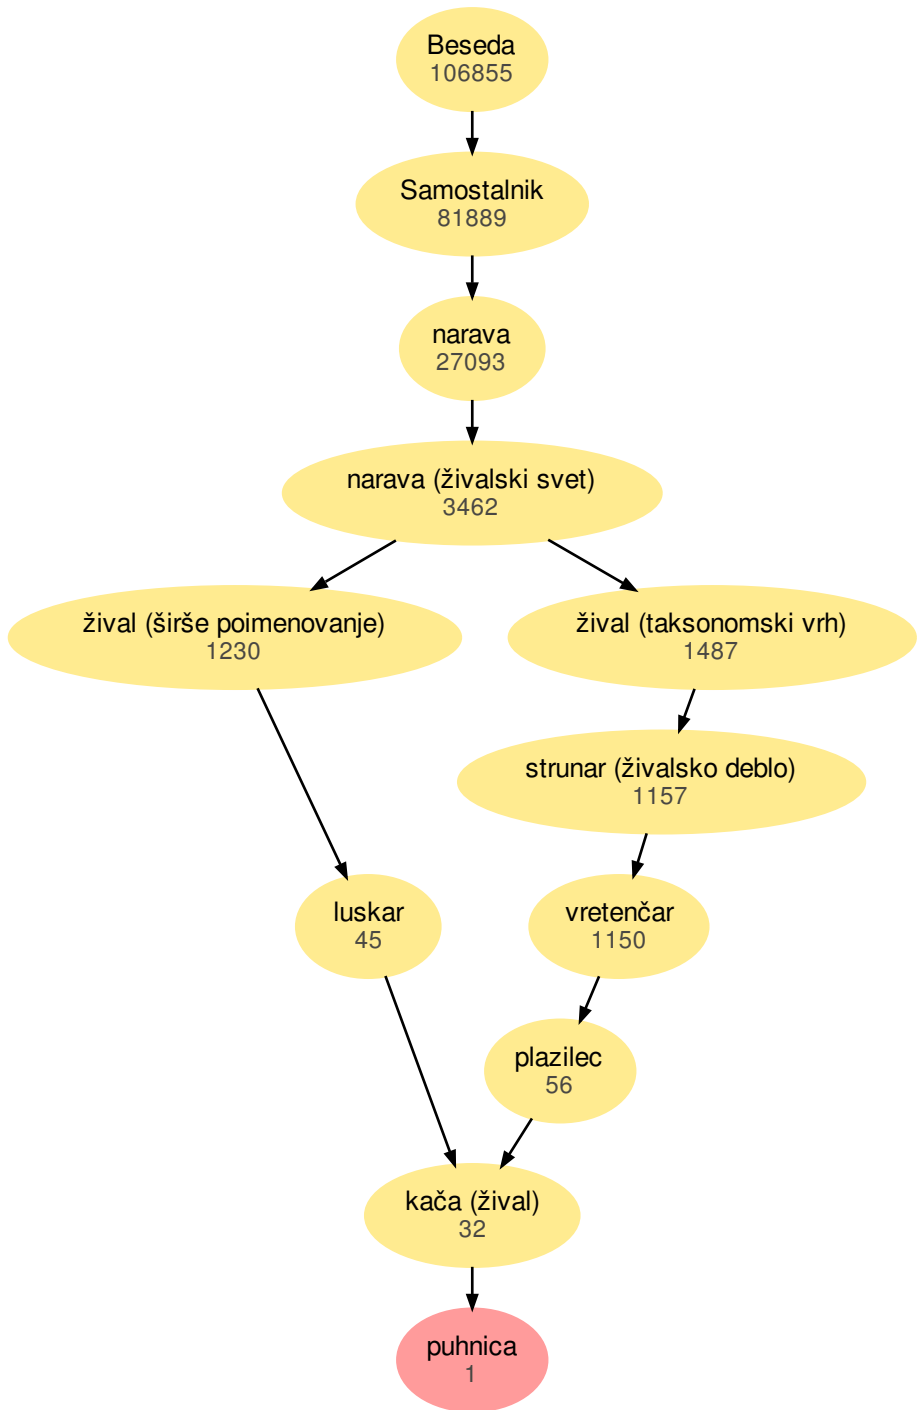 Beseda
106855
Samostalnik
81889
narava
27093
narava (živalski svet)
3462
žival (širše poimenovanje)
1230
žival (taksonomski vrh)
1487
strunar (živalsko deblo)
1157
luskar
45
vretenčar
1150
plazilec
56
kača (žival)
32
puhnica
1